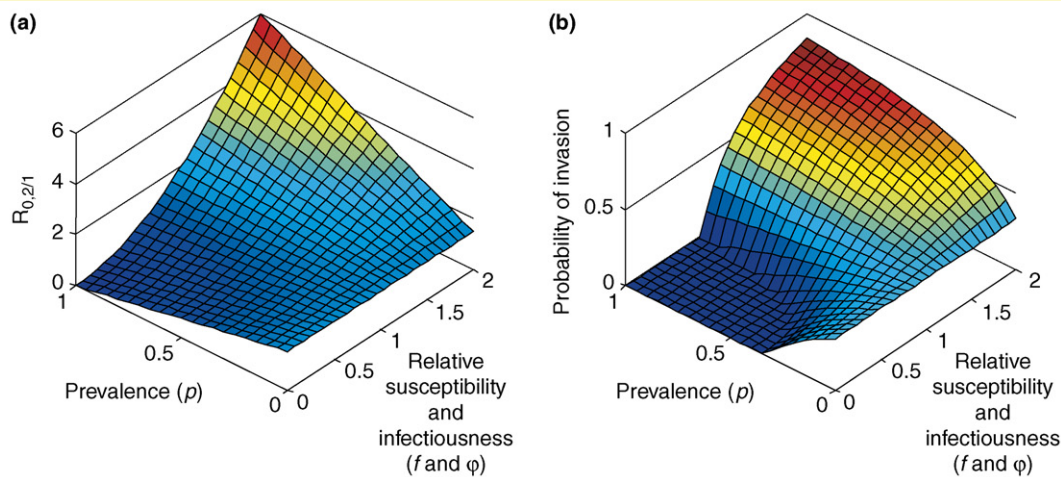 (a)
6
4
2
0
R0,2/1
1
0.5
0
Prevalence (p)
0
0.5
1
1.5
2
Relative
susceptibility
and
infectiousness
(f and φ)
(b)
1
0.5
0
Probability of invasion
1
0.5
0
Prevalence (p)
0
0.5
1
1.5
2
Relative
susceptibility
and
infectiousness
(f and φ)